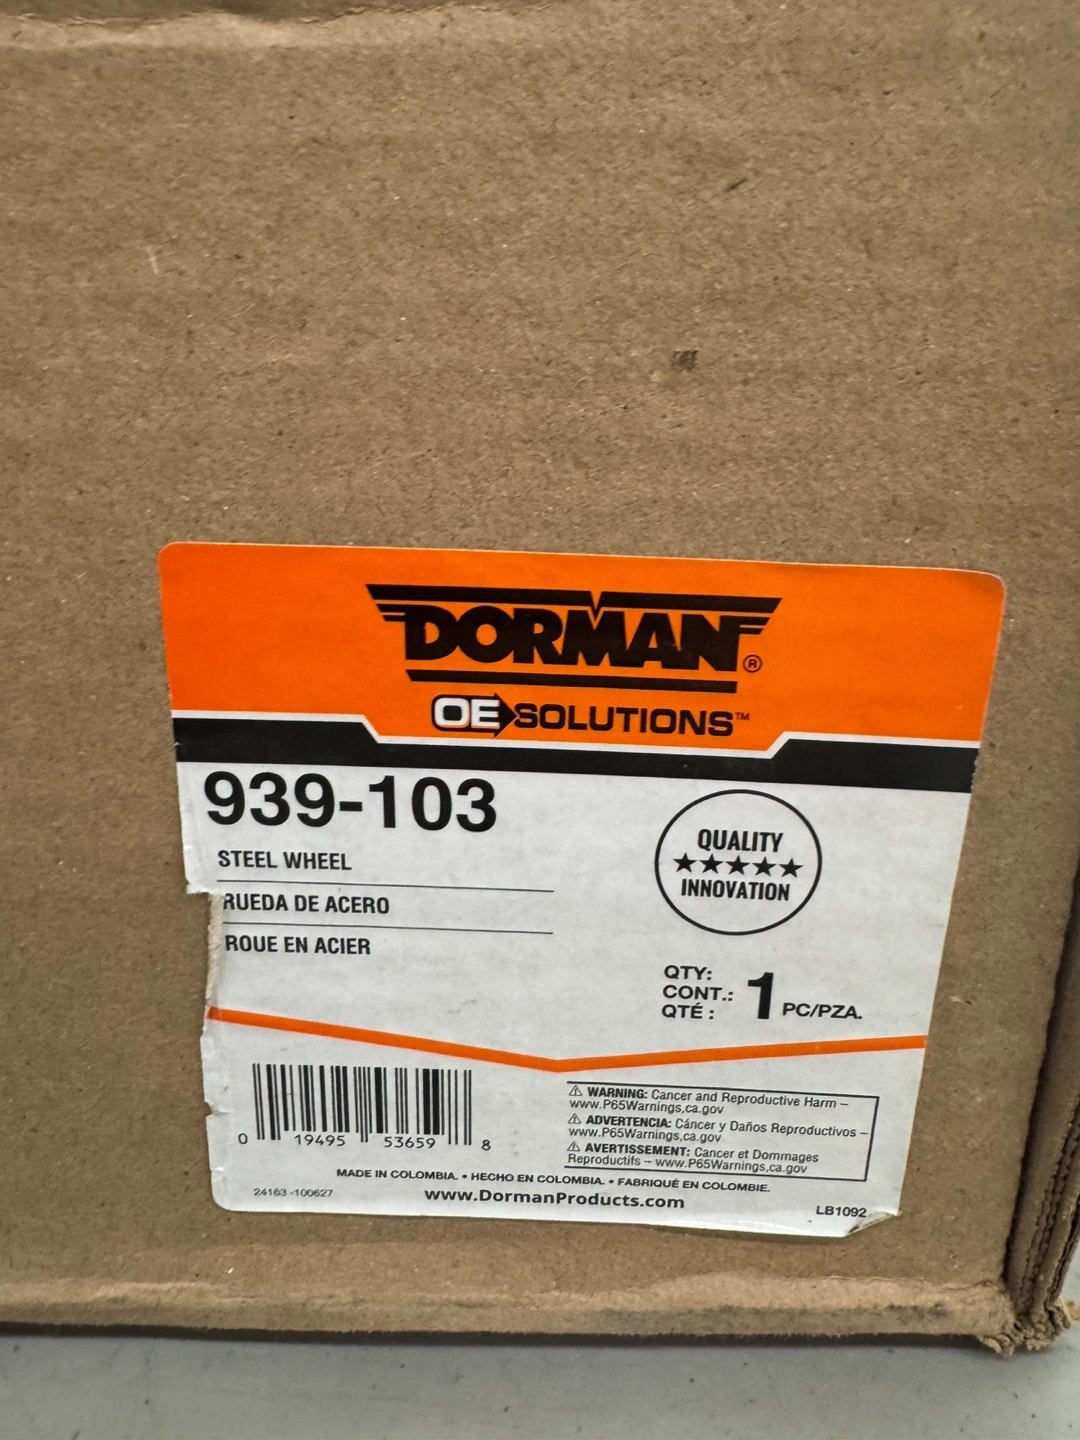 DORMAN®
OE SOLUTIONS™
939-103
STEEL WHEEL
RUEDA DE ACERO
ROUE EN ACIER
QUALITY
★★★★★
INNOVATION
QTY:
CONT.: 1 PC/PZA.
QTÉ :
⚠ WARNING: Cancer and Reproductive Harm –
www.P65Warnings,ca.gov
⚠ ADVERTENCIA: Cáncer y Daños Reproductivos –
www.P65Warnings,ca.gov
⚠ AVERTISSEMENT: Cancer et Dommages
Reproductifs – www.P65Warnings,ca.gov
0 19495 53659 8
MADE IN COLOMBIA. • HECHO EN COLOMBIA. • FABRIQUÉ EN COLOMBIE.
24163 -100627 www.DormanProducts.com LB1092